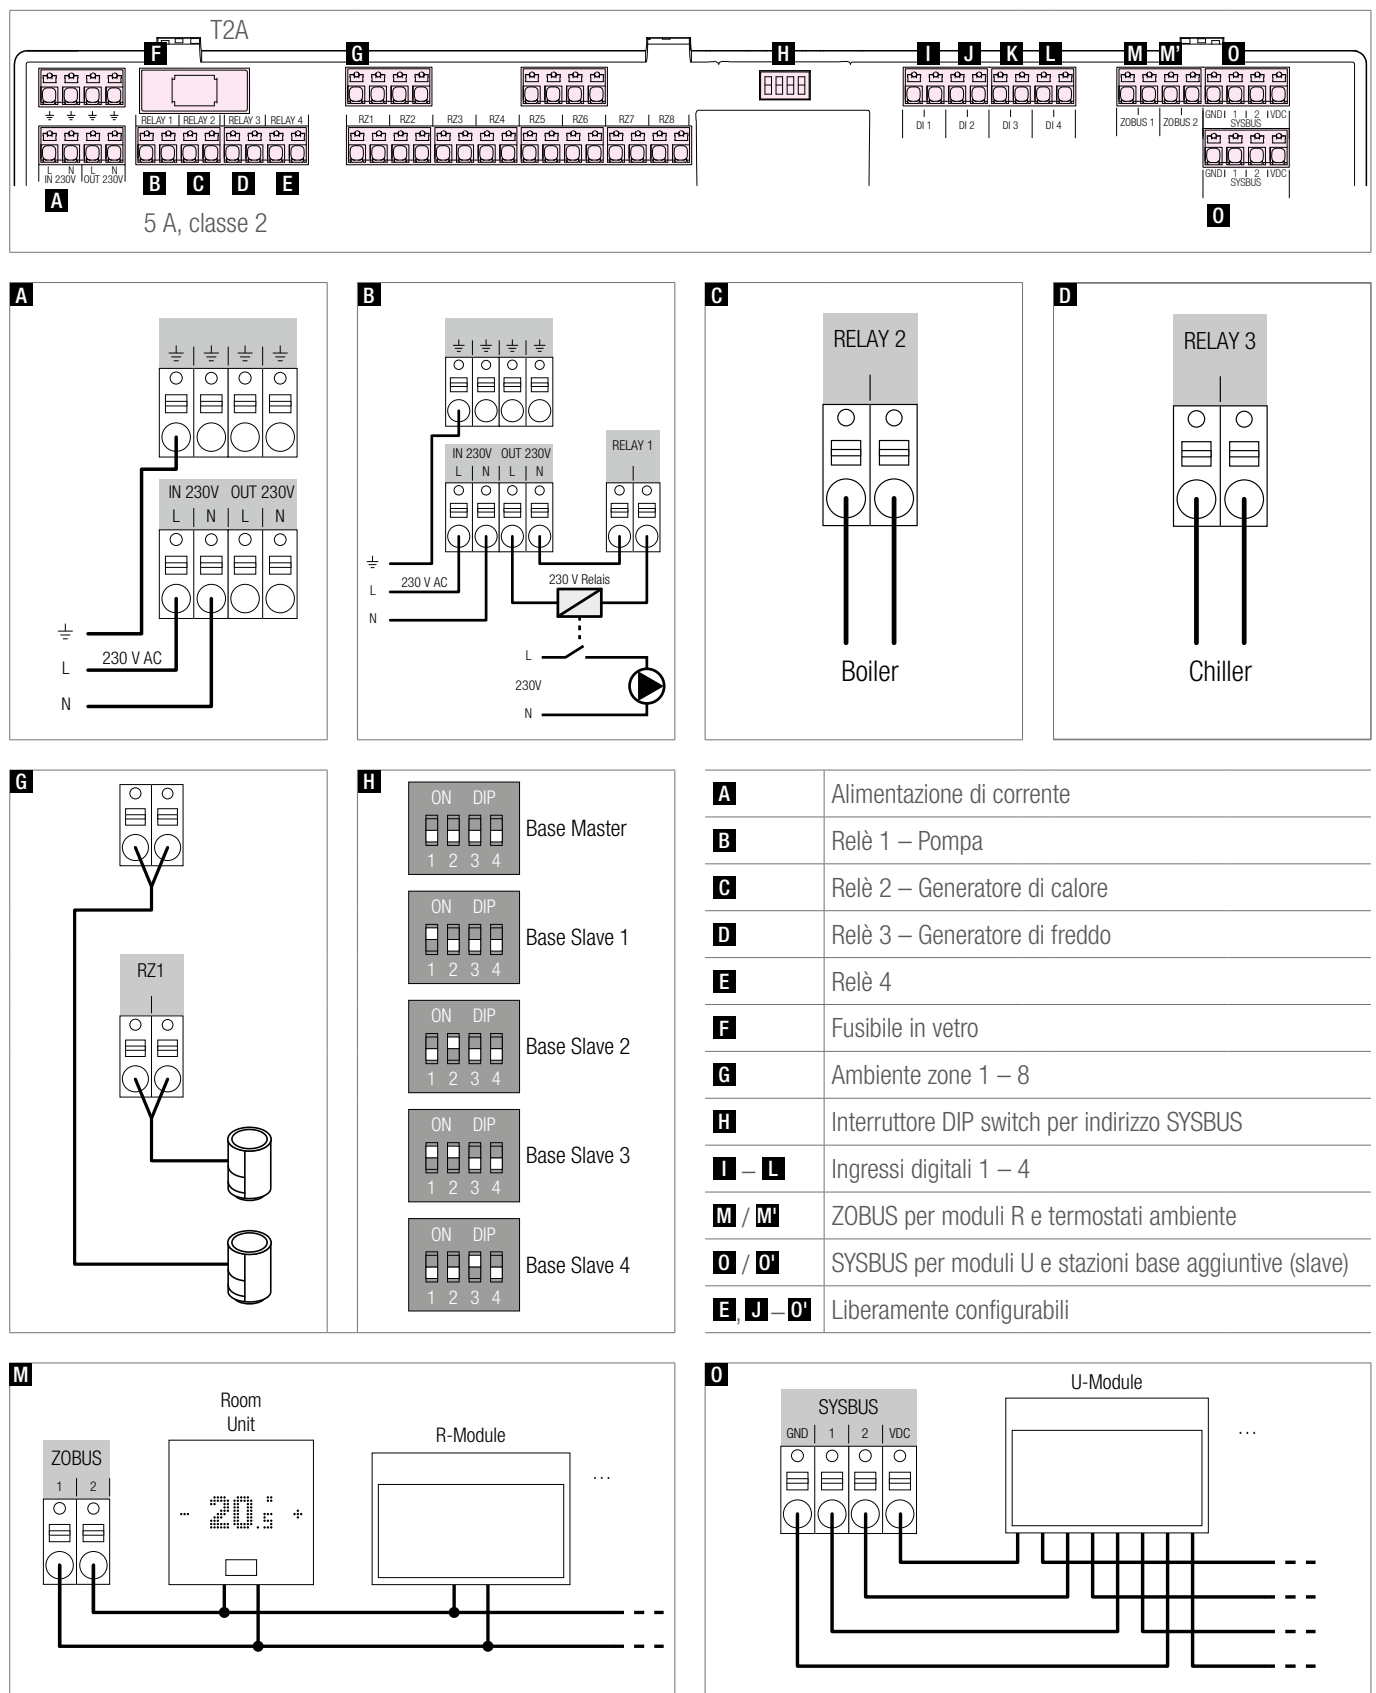 T2A
F G H I J K L M M' O
RELAY 1 RELAY 2 RELAY 3 RELAY 4
RZ1 RZ2 RZ3 RZ4 RZ5 RZ6 RZ7 RZ8
DI 1 DI 2 DI 3 DI 4
ZOBUS 1 ZOBUS 2
GND 1 2 VDC
SYSBUS
L N L N
IN 230V OUT 230V
GND 1 2 VDC
SYSBUS
A B C D E O
5 A, classe 2
A
IN 230V OUT 230V
L N L N
230 V AC
L
N
B
IN 230V OUT 230V
L N L N
RELAY 1
L 230 V AC
N
230 V Relais
L
230V
N
C
RELAY 2
Boiler
D
RELAY 3
Chiller
G
RZ1
H
ON DIP
1 2 3 4
Base Master
ON DIP
1 2 3 4
Base Slave 1
ON DIP
1 2 3 4
Base Slave 2
ON DIP
1 2 3 4
Base Slave 3
ON DIP
1 2 3 4
Base Slave 4
A Alimentazione di corrente
B Relè 1 – Pompa
C Relè 2 – Generatore di calore
D Relè 3 – Generatore di freddo
E Relè 4
F Fusibile in vetro
G Ambiente zone 1 – 8
H Interruttore DIP switch per indirizzo SYSBUS
I – L Ingressi digitali 1 – 4
M / M' ZOBUS per moduli R e termostati ambiente
O / O' SYSBUS per moduli U e stazioni base aggiuntive (slave)
E, J – O' Liberamente configurabili
M
ZOBUS
1 2
Room
Unit
- 20.5 +
R-Module
...
O
SYSBUS
GND 1 2 VDC
U-Module
...